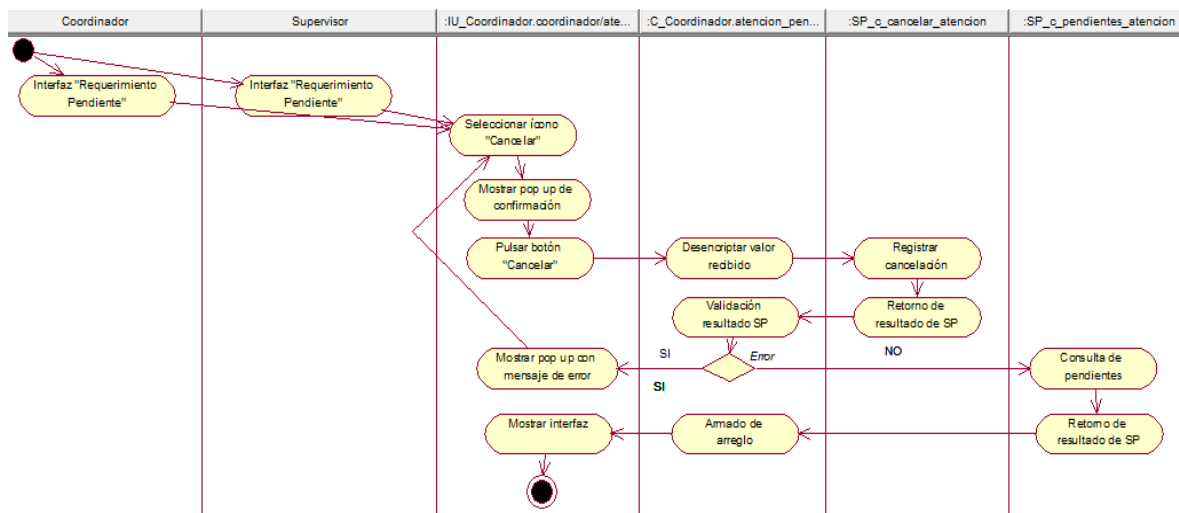 Coordinador
Supervisor
:IU_Coordinador.coordinador/ate...
:C_Coordinador.atencion_pen...
:SP_c_cancelar_atencion
:SP_c_pendientes_atencion
Interfaz "Requerimiento
Pendiente"
Interfaz "Requerimiento
Pendiente"
Seleccionar ícono
"Cancelar"
Mostrar pop up de
confirmación
Pulsar botón
"Cancelar"
Desencriptar valor
recibido
Registrar
cancelación
Validación
resultado SP
Retorno de
resultado de SP
Mostrar pop up con
mensaje de error
SI
Error
NO
SI
Consulta de
pendientes
Mostrar interfaz
Armado de
arreglo
Retorno de
resultado de SP